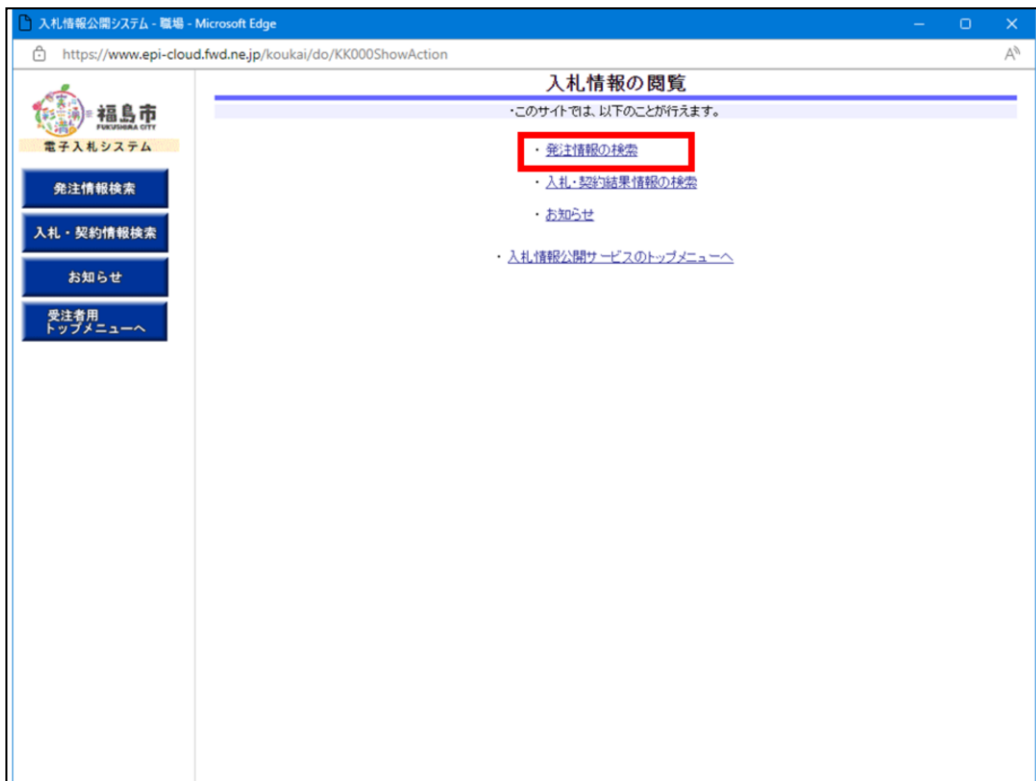 入札情報公開システム - 職場 - Microsoft Edge
https://www.epi-cloud.fwd.ne.jp/koukai/do/KK000ShowAction
福島市
FUKUSHIMA CITY
電子入札システム
発注情報検索
入札・契約情報検索
お知らせ
受注者用
トップメニューへ
入札情報の閲覧
・このサイトでは、以下のことが行えます。
・発注情報の検索
・入札・契約結果情報の検索
・お知らせ
・入札情報公開サービスのトップメニューへ